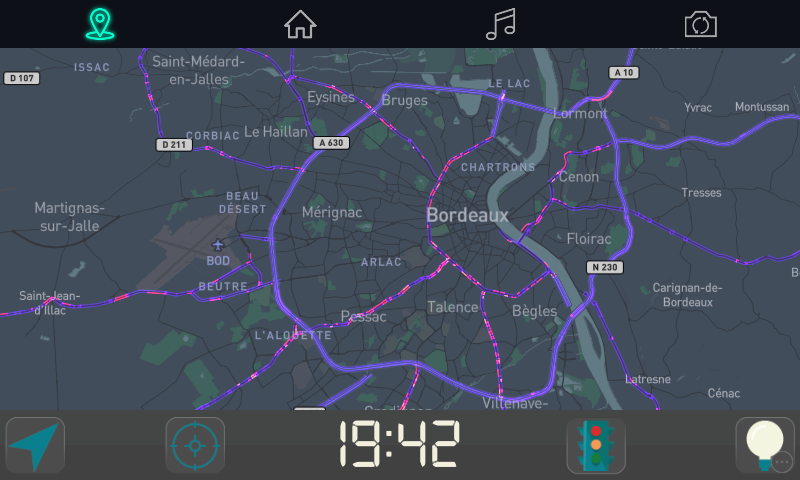 ISSAC
D 107
Saint-Médard-
en-Jalles
LE LAC
A 10
Eysines
Bruges
Lormont
Yvrac
Montussan
CORBIAC
Le Haillan
D 211
A 630
CHARTRONS
Cenon
Tresses
BEAU
DÉSERT
Martignas-
sur-Jalle
Mérignac
Bordeaux
Floirac
BOD
ARLAC
N 230
BEUTRE
Carignan-de-
Bordeaux
Saint-Jean-
d'Illac
Talence
Bègles
Pessac
L'ALOUETTE
Latresne
Cénac
Villenave-
19:42